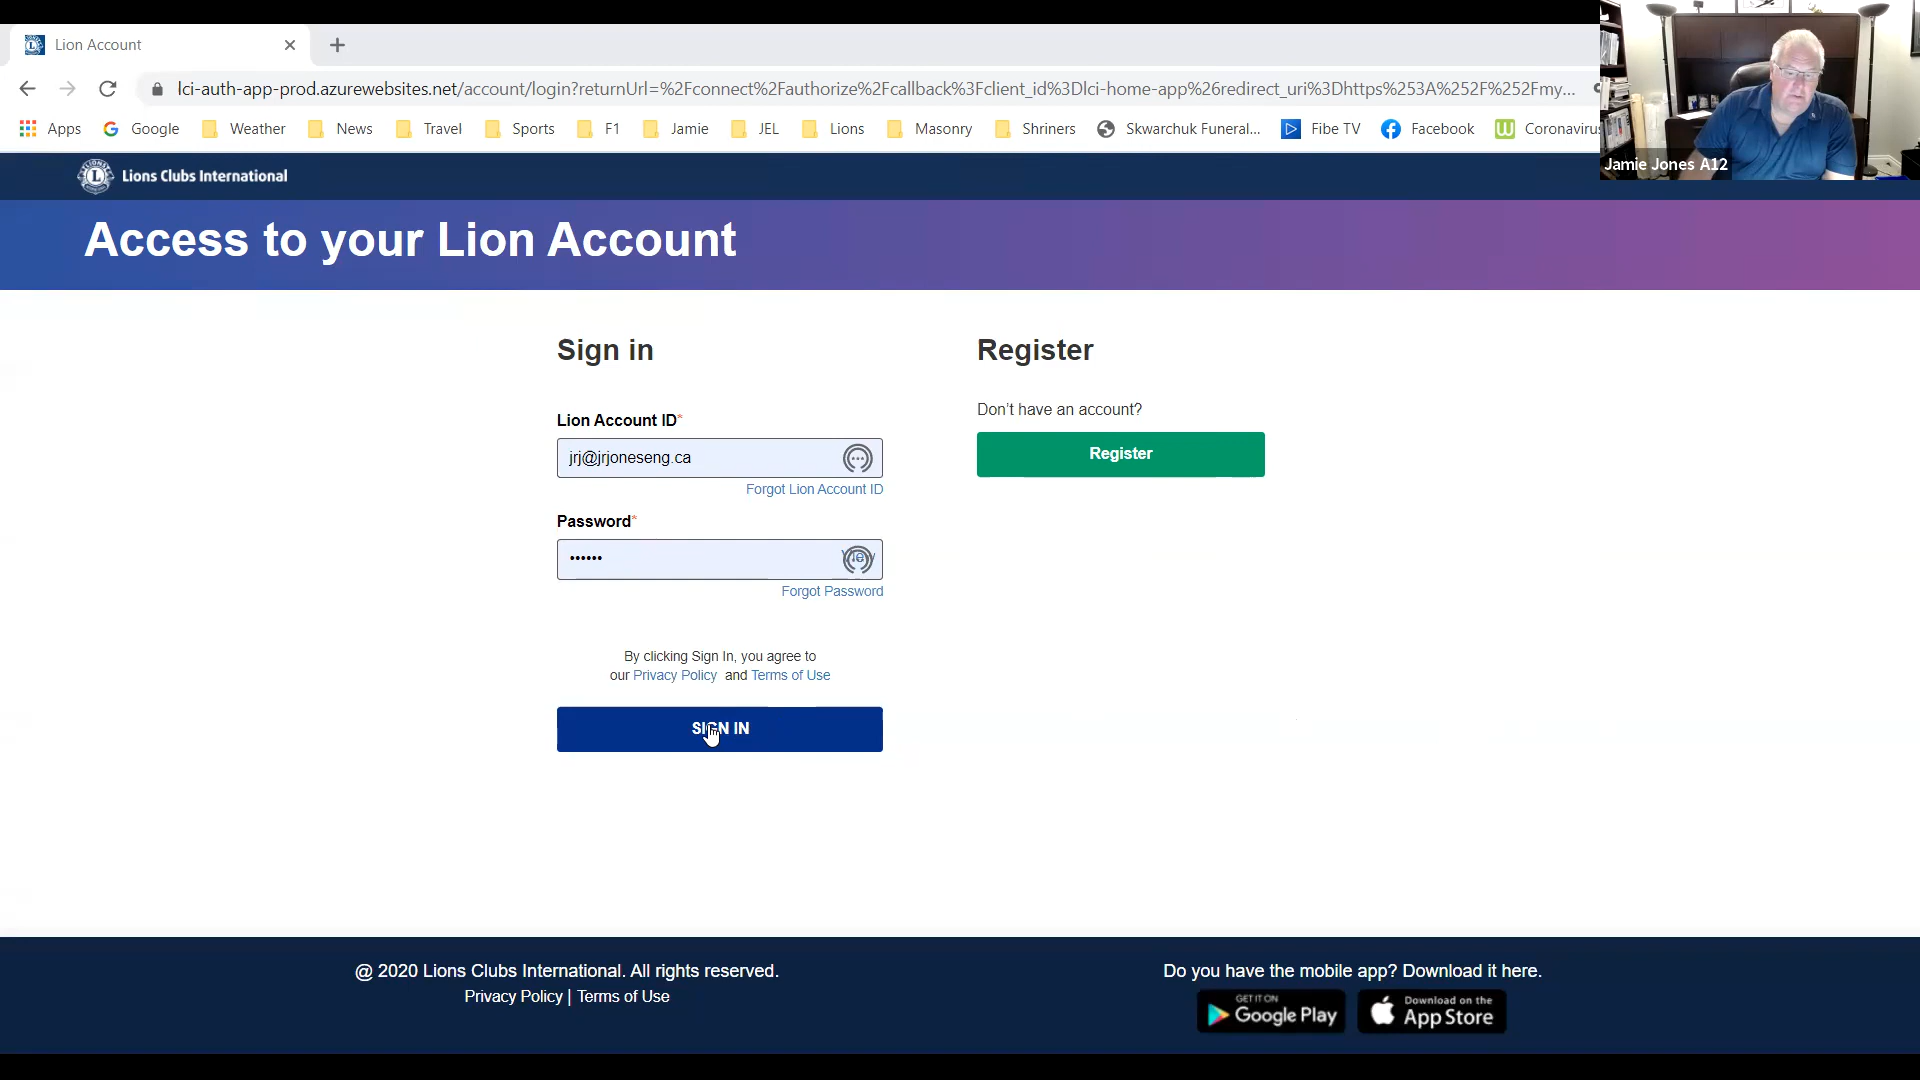 Lion Account
lci-auth-app-prod.azurewebsites.net/account/login?returnUrl=%2Fconnect%2Fauthorize%2Fcallback%3Fclient_id%3Dlci-home-app%26redirect_uri%3Dhttps%253A%252F%252Fmy...
Apps Google Weather News Travel Sports F1 Jamie JEL Lions Masonry Shriners Skwarchuk Funeral... Fibe TV Facebook Coronavirus
Jamie Jones A12
Lions Clubs International
Access to your Lion Account
Sign in
Register
Lion Account ID*
Don't have an account?
jrj@jrjoneseng.ca
Register
Forgot Lion Account ID
Password*
••••••
View
Forgot Password
By clicking Sign In, you agree to
our Privacy Policy and Terms of Use
SIGN IN
@ 2020 Lions Clubs International. All rights reserved.
Privacy Policy | Terms of Use
Do you have the mobile app? Download it here.
GET IT ON
Google Play
Download on the
App Store